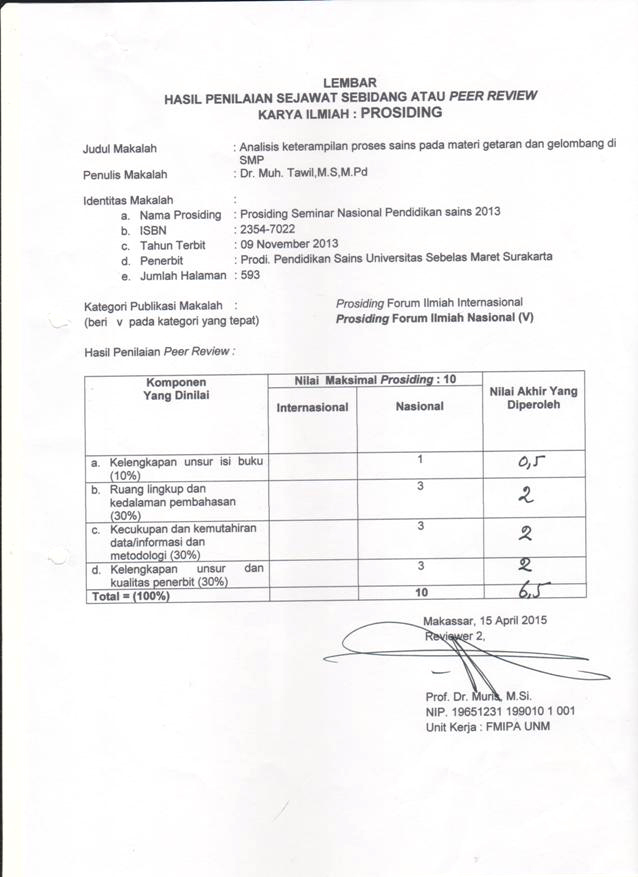 LEMBAR
HASIL PENILAIAN SEJAWAT SEBIDANG ATAU PEER REVIEW
KARYA ILMIAH : PROSIDING
Judul Makalah : Analisis keterampilan proses sains pada materi getaran dan gelombang di
SMP
Penulis Makalah : Dr. Muh. Tawil,M.S,M.Pd
Identitas Makalah :
a. Nama Prosiding : Prosiding Seminar Nasional Pendidikan sains 2013
b. ISBN : 2354-7022
c. Tahun Terbit : 09 November 2013
d. Penerbit : Prodi. Pendidikan Sains Universitas Sebelas Maret Surakarta
e. Jumlah Halaman : 593
Kategori Publikasi Makalah : Prosiding Forum Ilmiah Internasional
(beri v pada kategori yang tepat) Prosiding Forum Ilmiah Nasional (V)
Hasil Penilaian Peer Review :
Komponen
Yang Dinilai
Nilai Maksimal Prosiding : 10
Internasional Nasional
Nilai Akhir Yang
Diperoleh
a. Kelengkapan unsur isi buku
(10%) 1 0,5
b. Ruang lingkup dan
kedalaman pembahasan
(30%) 3 2
c. Kecukupan dan kemutahiran
data/informasi dan
metodologi (30%) 3 2
d. Kelengkapan unsur dan
kualitas penerbit (30%) 3 2
Total = (100%) 10 6,5
Makassar, 15 April 2015
Reviewer 2,
Prof. Dr. Muris, M.Si.
NIP. 19651231 199010 1 001
Unit Kerja : FMIPA UNM